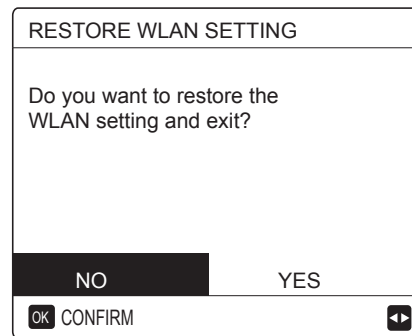 RESTORE WLAN SETTING
Do you want to restore the
WLAN setting and exit?
NO YES
OK CONFIRM